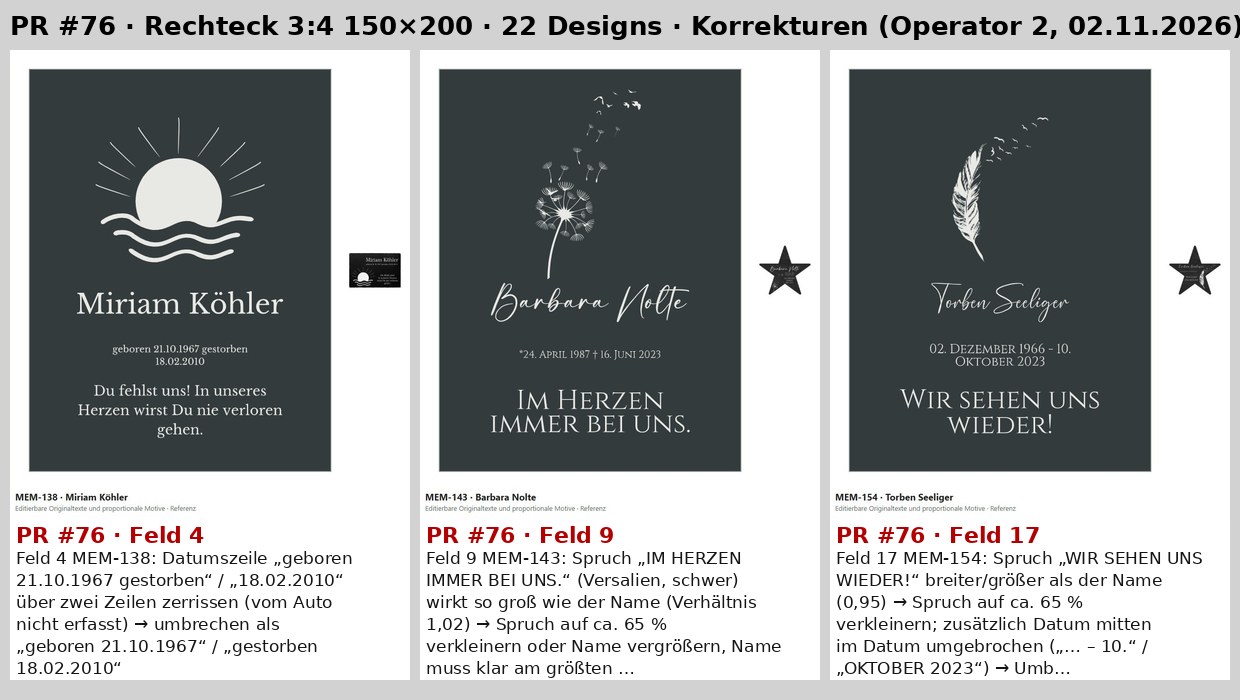 PR #76 · Rechteck 3:4 150×200 · 22 Designs · Korrekturen (Operator 2, 02.11.2026)
Miriam Köhler
geboren 21.10.1967 gestorben
18.02.2010
Du fehlst uns! In unseres
Herzen wirst Du nie verloren
gehen.
Miriam Köhler
MEM-138 · Miriam Köhler
Editierbare Originaltexte und proportionale Motive · Referenz
PR #76 · Feld 4
Feld 4 MEM-138: Datumszeile „geboren
21.10.1967 gestorben“ / „18.02.2010“
über zwei Zeilen zerrissen (vom Auto
nicht erfasst) → umbrechen als
„geboren 21.10.1967“ / „gestorben
18.02.2010“
Barbara Nolte
*24. April 1987 † 16. Juni 2023
Im Herzen
immer bei uns.
Barbara Nolte
MEM-143 · Barbara Nolte
Editierbare Originaltexte und proportionale Motive · Referenz
PR #76 · Feld 9
Feld 9 MEM-143: Spruch „IM HERZEN
IMMER BEI UNS.“ (Versalien, schwer)
wirkt so groß wie der Name (Verhältnis
1,02) → Spruch auf ca. 65 %
verkleinern oder Name vergrößern, Name
muss klar am größten ...
Torben Seeliger
02. Dezember 1966 - 10.
Oktober 2023
Wir sehen uns
wieder!
MEM-154 · Torben Seeliger
Editierbare Originaltexte und proportionale Motive · Referenz
PR #76 · Feld 17
Feld 17 MEM-154: Spruch „WIR SEHEN UNS
WIEDER!“ breiter/größer als der Name
(0,95) → Spruch auf ca. 65 %
verkleinern; zusätzlich Datum mitten
im Datum umgebrochen („… – 10.“ /
„OKTOBER 2023“) → Umb...